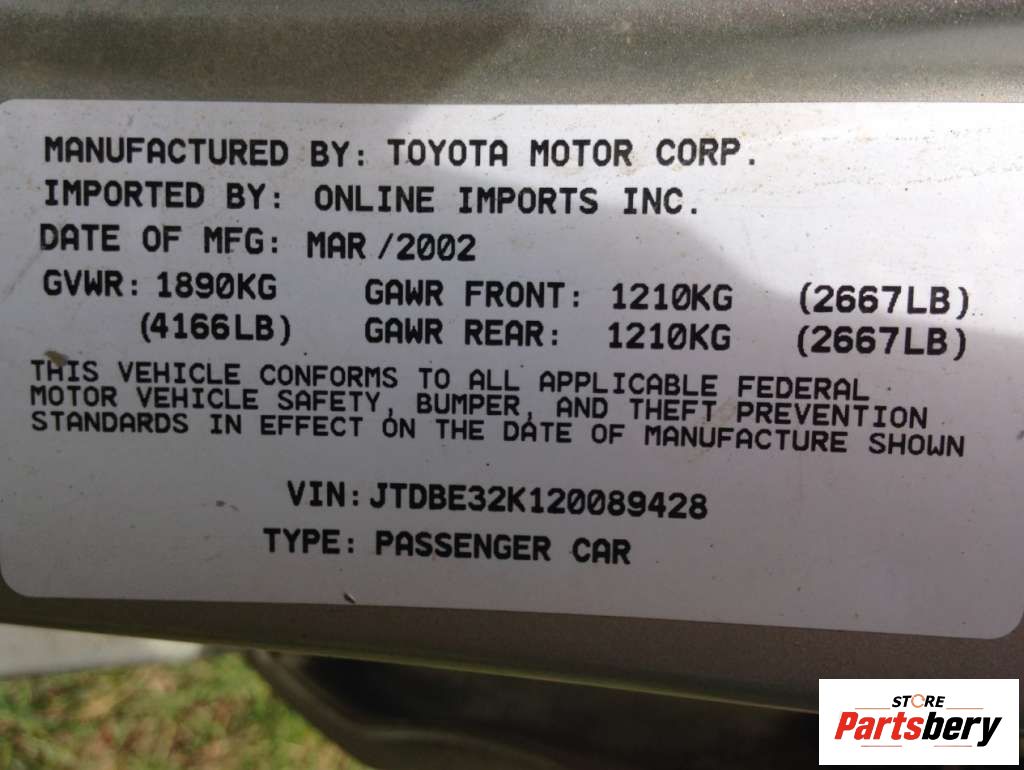 MANUFACTURED BY: TOYOTA MOTOR CORP.
IMPORTED BY: ONLINE IMPORTS INC.
DATE OF MFG: MAR /2002
GVWR: 1890KG GAWR FRONT: 1210KG (2667LB)
(4166LB) GAWR REAR: 1210KG (2667LB)
THIS VEHICLE CONFORMS TO ALL APPLICABLE FEDERAL
MOTOR VEHICLE SAFETY, BUMPER, AND THEFT PREVENTION
STANDARDS IN EFFECT ON THE DATE OF MANUFACTURE SHOWN
VIN: JTDBE32K120089428
TYPE: PASSENGER CAR
STORE
Partsbery